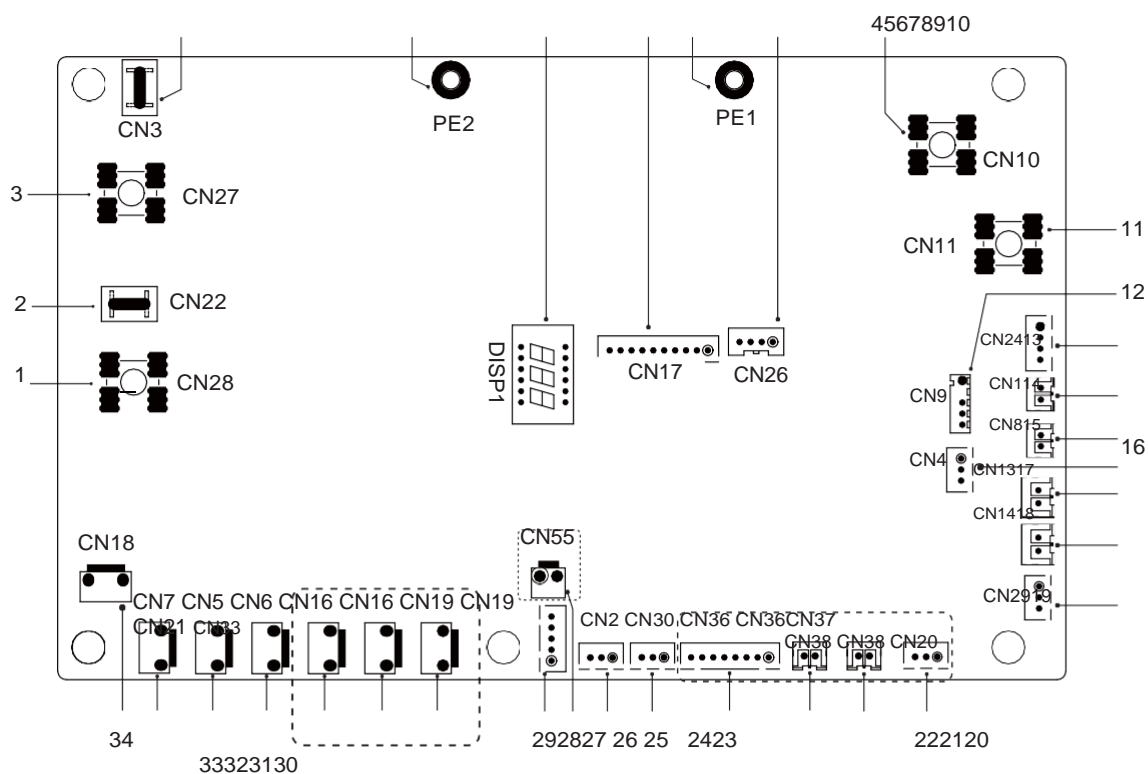 45678910
CN3
PE2
PE1
CN10
3
CN27
CN11
11
12
2
CN22
CN2413
1
CN28
DISP1
CN17
CN26
CN9
CN114
CN815
16
CN4
CN1317
CN1418
CN18
CN55
CN7 CN5 CN6 CN16 CN16 CN19 CN19
CN21 CN33
CN2 CN30 CN36 CN36 CN37
CN38 CN38 CN20
CN2919
34
292827 26 25 2423 222120
33323130